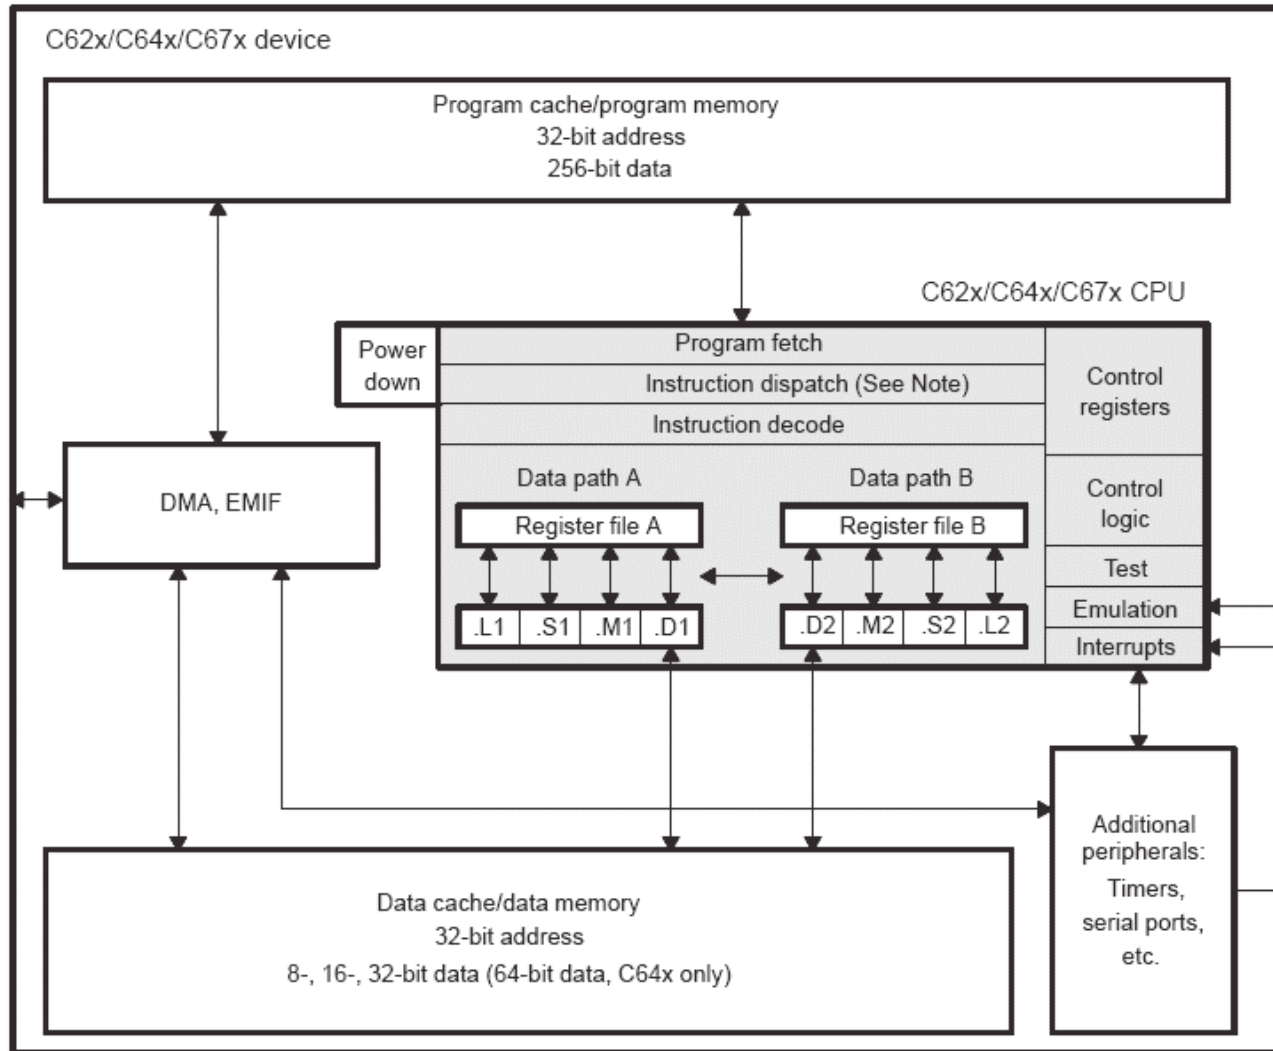 C62x/C64x/C67x device
Program cache/program memory
32-bit address
256-bit data
C62x/C64x/C67x CPU
Power
down
Program fetch
Instruction dispatch (See Note)
Instruction decode
Control
registers
Data path A
Data path B
Control
logic
DMA, EMIF
Register file A
Register file B
Test
.L1 .S1 .M1 .D1
.D2 .M2 .S2 .L2
Emulation
Interrupts
Additional
peripherals:
Timers,
serial ports,
etc.
Data cache/data memory
32-bit address
8-, 16-, 32-bit data (64-bit data, C64x only)